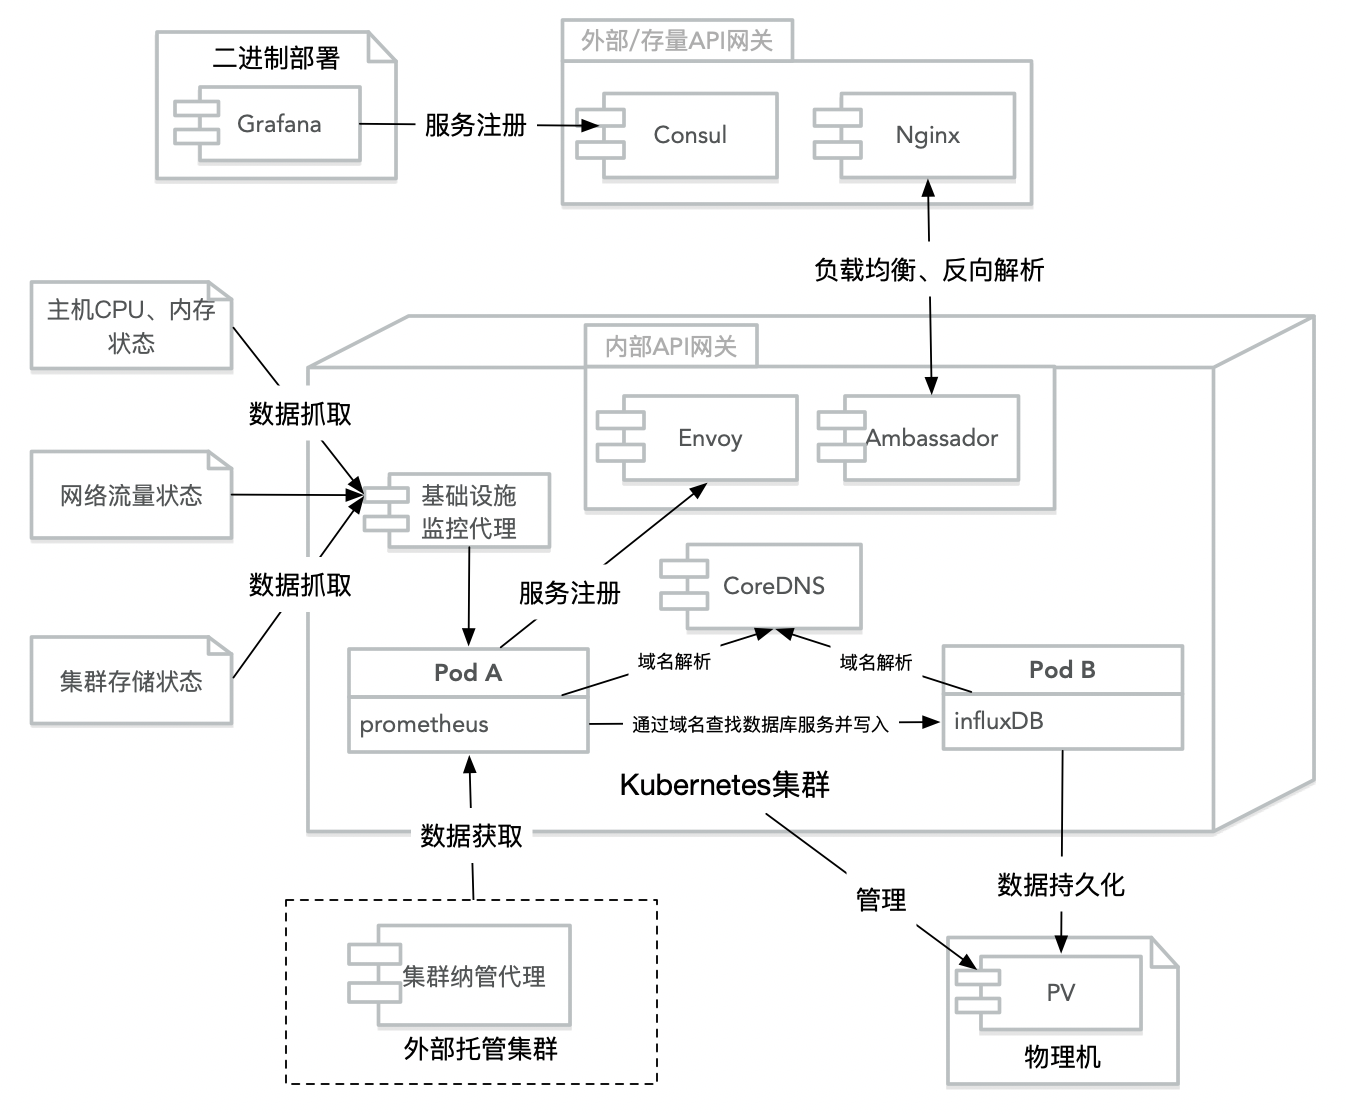 二进制部署
Grafana
服务注册
外部/存量API网关
Consul
Nginx
负载均衡、反向解析
主机CPU、内存
状态
数据抓取
网络流量状态
数据抓取
集群存储状态
内部API网关
Envoy
Ambassador
基础设施
监控代理
服务注册
CoreDNS
域名解析
域名解析
Pod A
prometheus
通过域名查找数据库服务并写入
Pod B
influxDB
Kubernetes集群
数据获取
管理
数据持久化
集群纳管代理
外部托管集群
PV
物理机